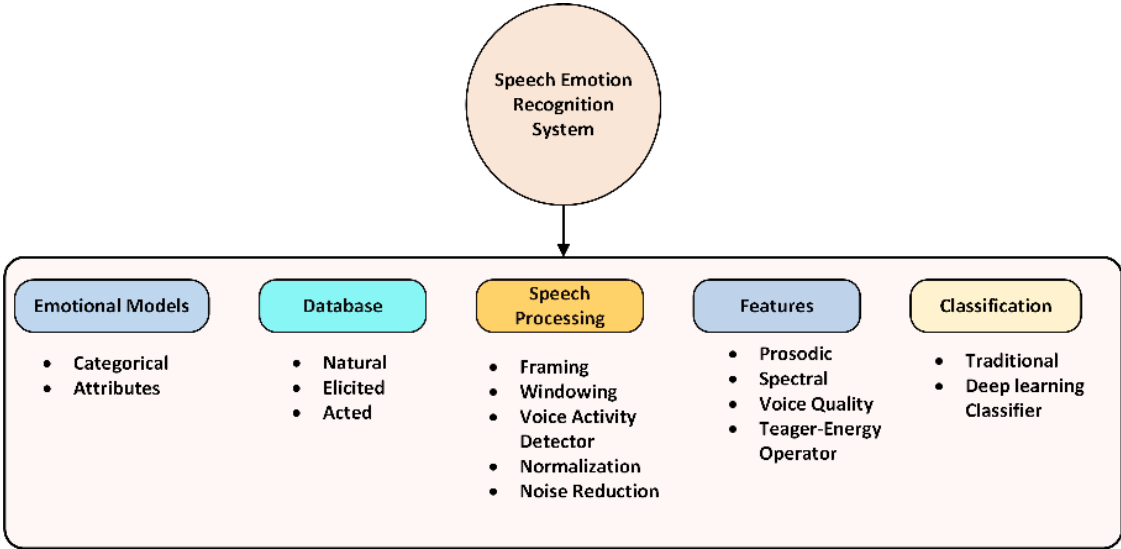 Speech Emotion
Recognition
System
Emotional Models
• Categorical
• Attributes
Database
• Natural
• Elicited
• Acted
Speech
Processing
• Framing
• Windowing
• Voice Activity
Detector
• Normalization
• Noise Reduction
Features
• Prosodic
• Spectral
• Voice Quality
• Teager-Energy
Operator
Classification
• Traditional
• Deep learning
Classifier